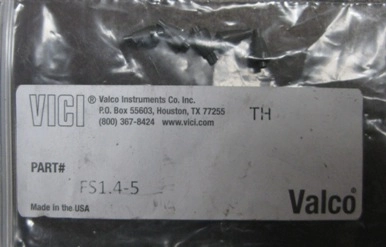 VICI® Valco Instruments Co. Inc.
P.O. Box 55603, Houston, TX 77255 TH
(800) 367-8424 www.vici.com
PART#
FS1.4-5
Made in the USA Valco®